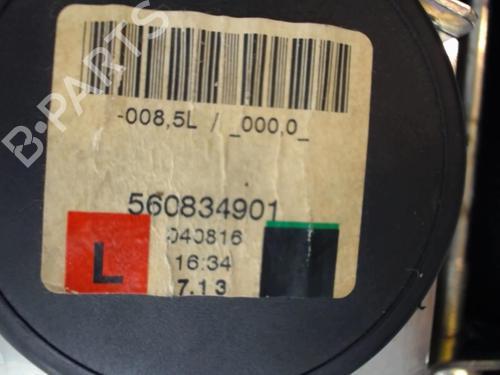 -008,5L / _000,0_
560834901
040816
L
16:34
7.13
B-PARTS